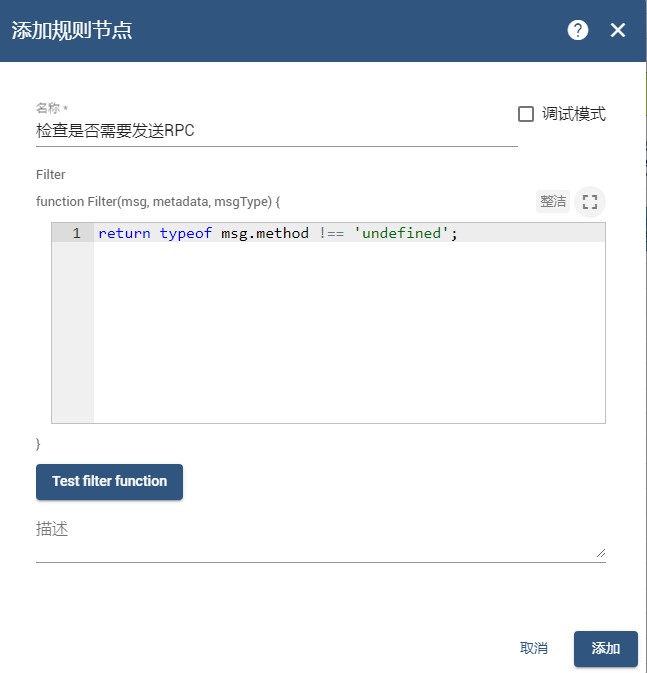 添加规则节点
?
名称 *
检查是否需要发送RPC
调试模式
Filter
function Filter(msg, metadata, msgType) {
整洁
1 return typeof msg.method !== 'undefined';
}
Test filter function
描述
取消
添加